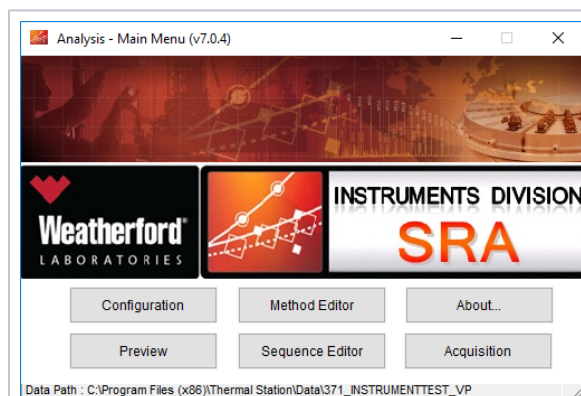 Analysis - Main Menu (v7.0.4)
Weatherford®
LABORATORIES
INSTRUMENTS DIVISION
SRA
Configuration
Method Editor
About...
Preview
Sequence Editor
Acquisition
Data Path : C:\Program Files (x86)\Thermal Station\Data\371_INSTRUMENTTEST_VP